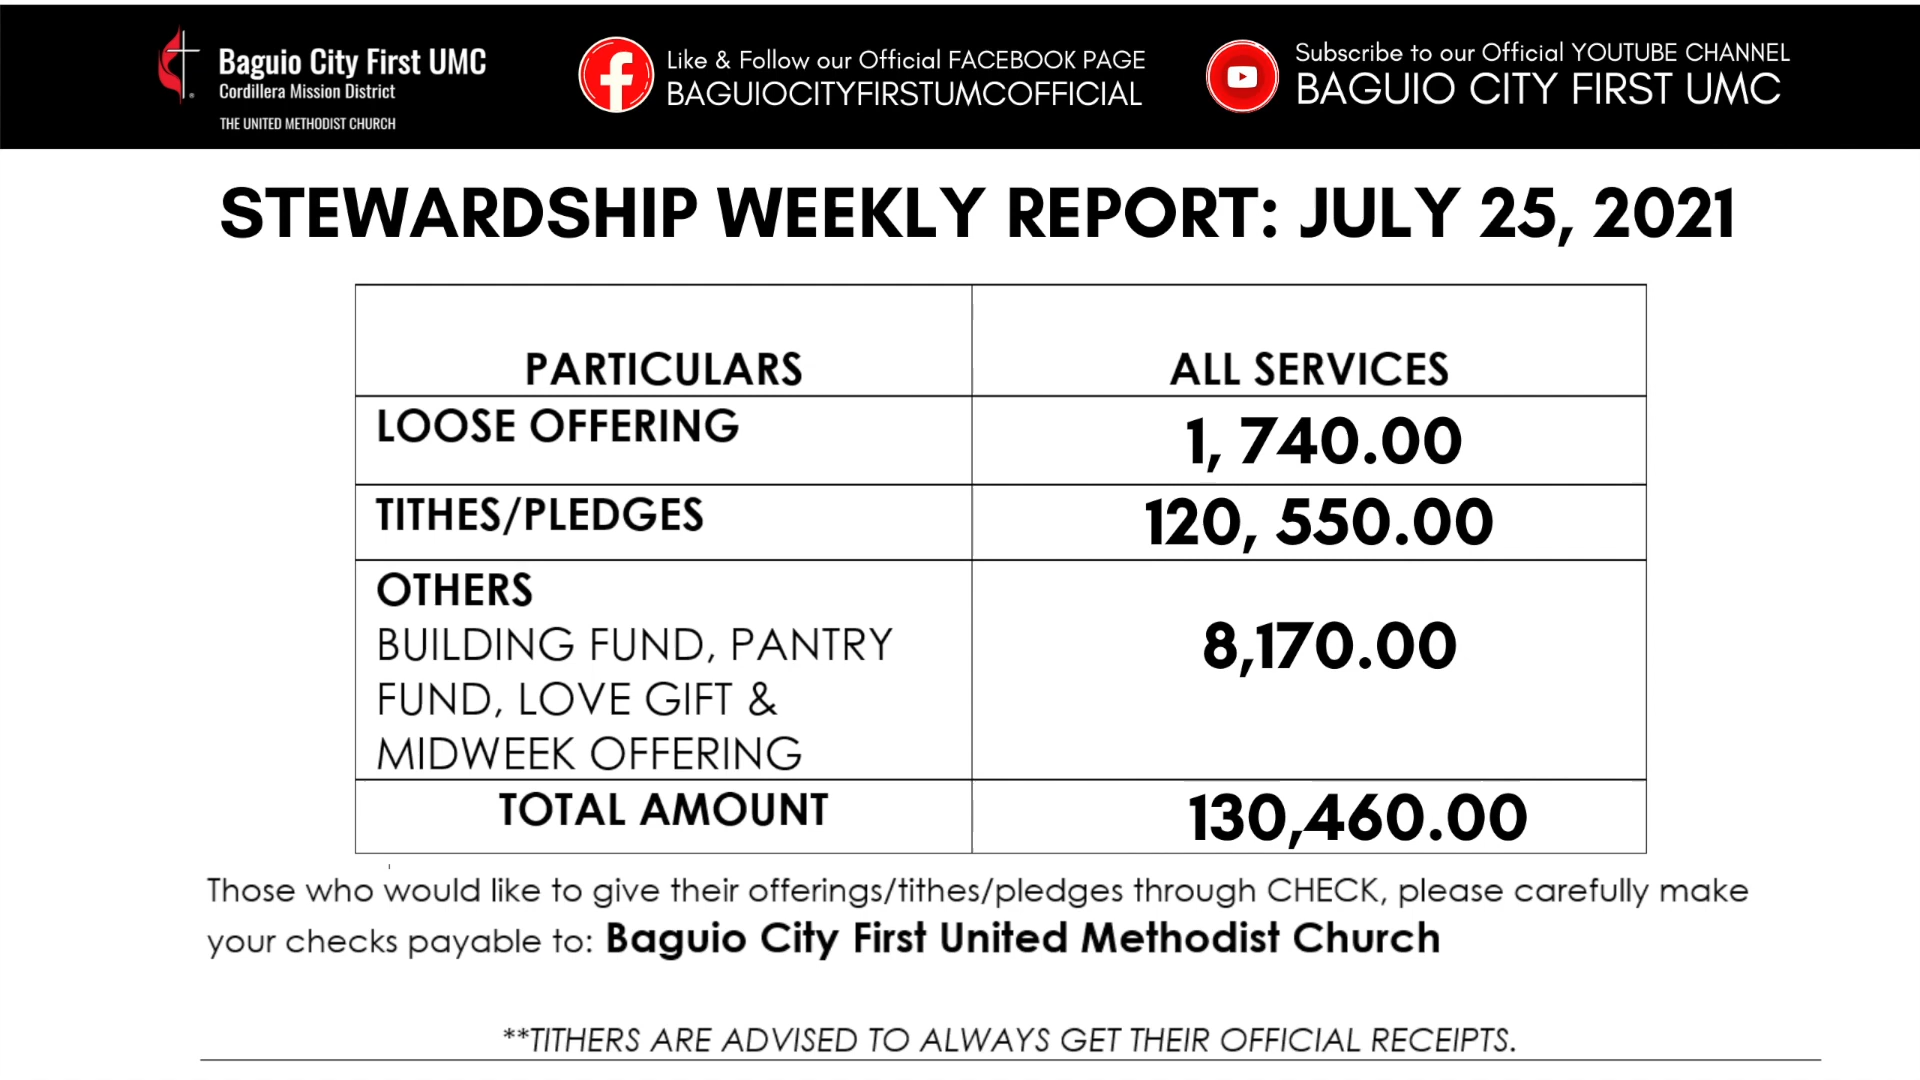 Baguio City First UMC
Cordillera Mission District
THE UNITED METHODIST CHURCH
Like & Follow our Official FACEBOOK PAGE
BAGUIOCITYFIRSTUMCOFFICIAL
Subscribe to our Official YOUTUBE CHANNEL
BAGUIO CITY FIRST UMC
STEWARDSHIP WEEKLY REPORT: JULY 25, 2021
PARTICULARS ALL SERVICES
LOOSE OFFERING 1, 740.00
TITHES/PLEDGES 120, 550.00
OTHERS
BUILDING FUND, PANTRY
FUND, LOVE GIFT &
MIDWEEK OFFERING
8,170.00
TOTAL AMOUNT 130,460.00
Those who would like to give their offerings/tithes/pledges through CHECK, please carefully make
your checks payable to: Baguio City First United Methodist Church
**TITHERS ARE ADVISED TO ALWAYS GET THEIR OFFICIAL RECEIPTS.